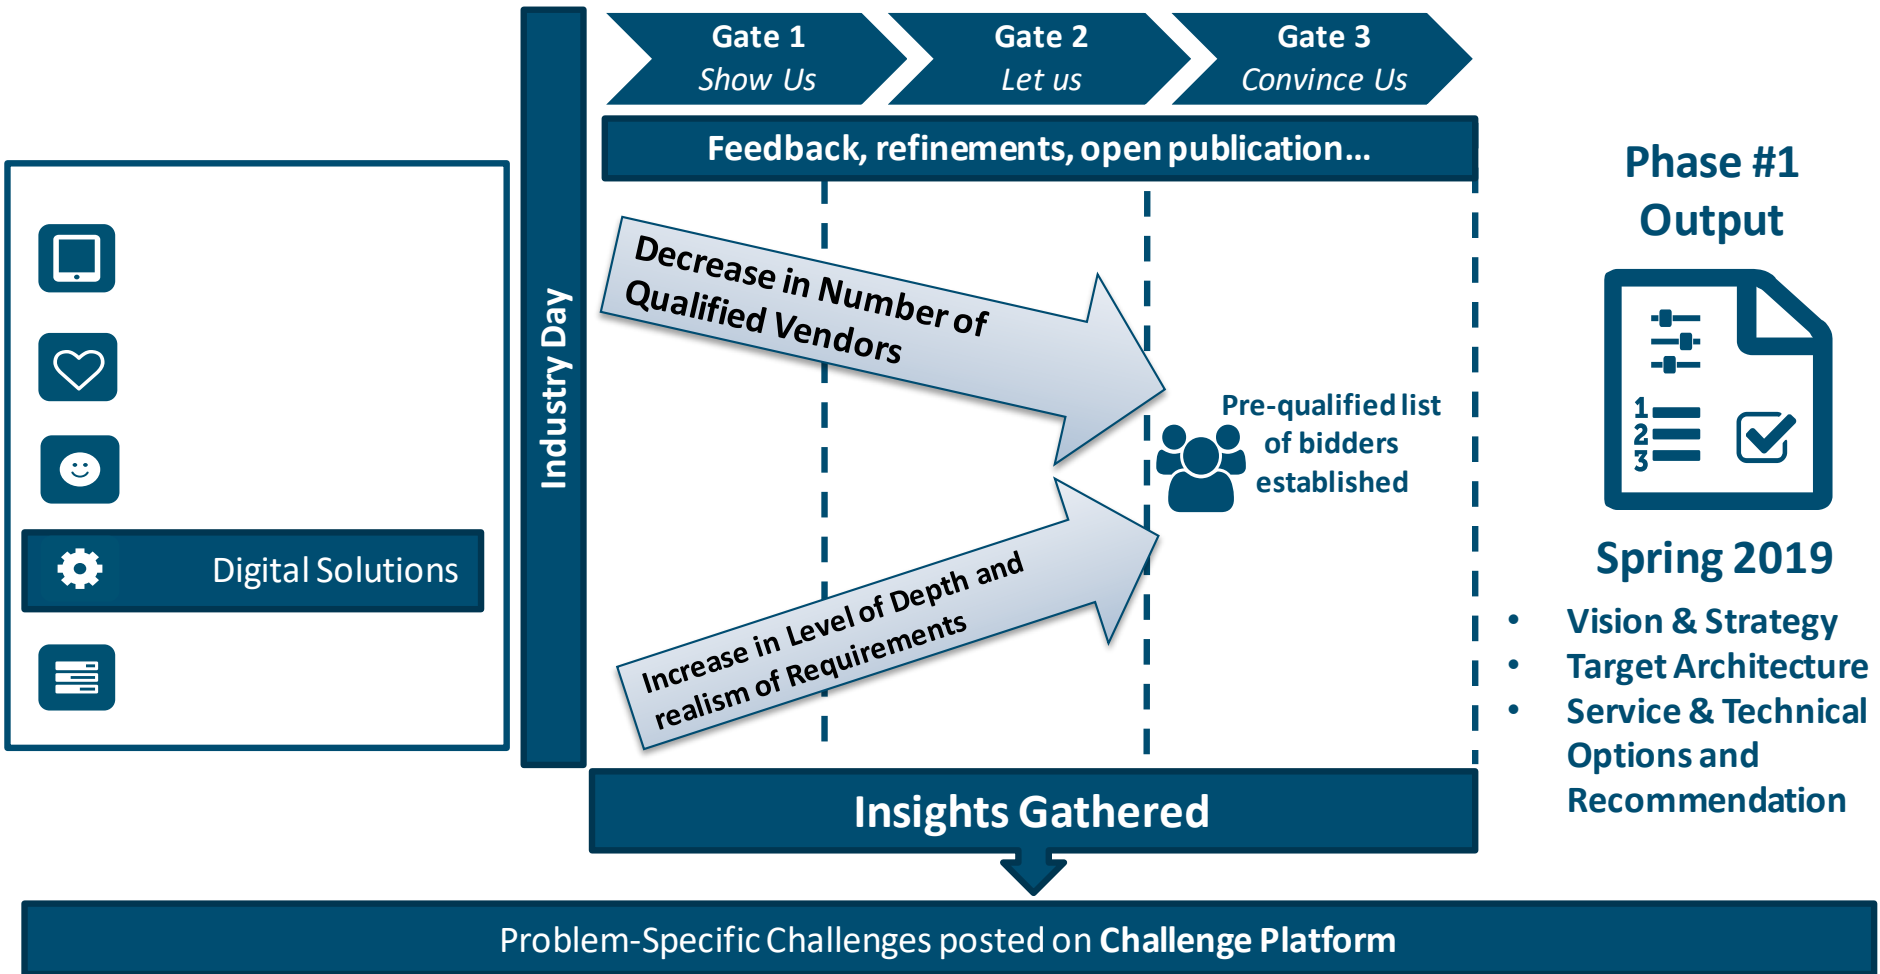 Gate 1
Show Us
Gate 2
Let us
Gate 3
Convince Us
Feedback, refinements, open publication...
Digital Solutions
Industry Day
Decrease in Number of
Qualified Vendors
Increase in Level of Depth and
realism of Requirements
Pre-qualified list
of bidders
established
Phase #1
Output
1
2
3
Spring 2019
• Vision & Strategy
• Target Architecture
• Service & Technical
Options and
Recommendation
Insights Gathered
Problem-Specific Challenges posted on Challenge Platform